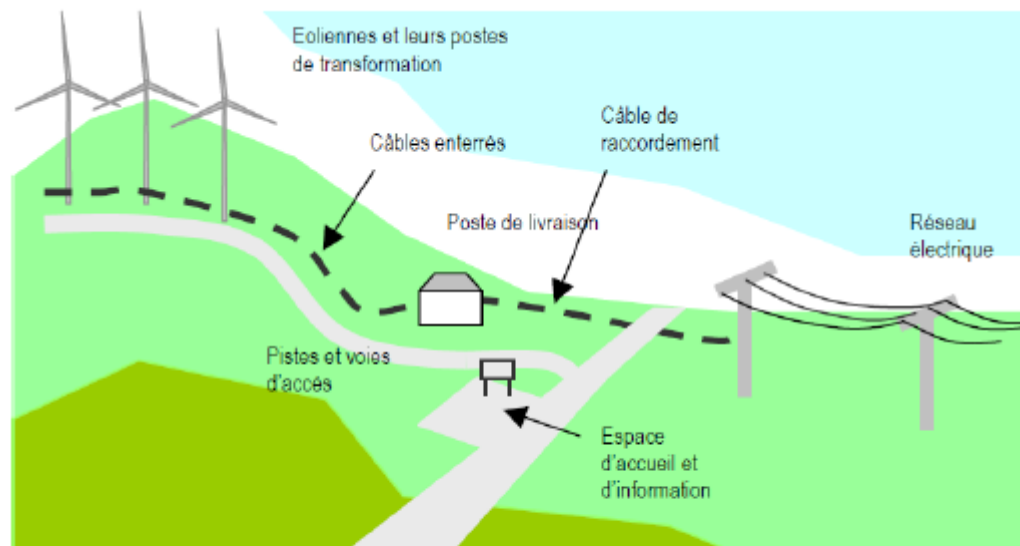 Eoliennes et leurs postes
de transformation
Câbles enterrés
Câble de
raccordement
Poste de livraison
Réseau
électrique
Pistes et voies
d'accès
Espace
d'accueil et
d'information